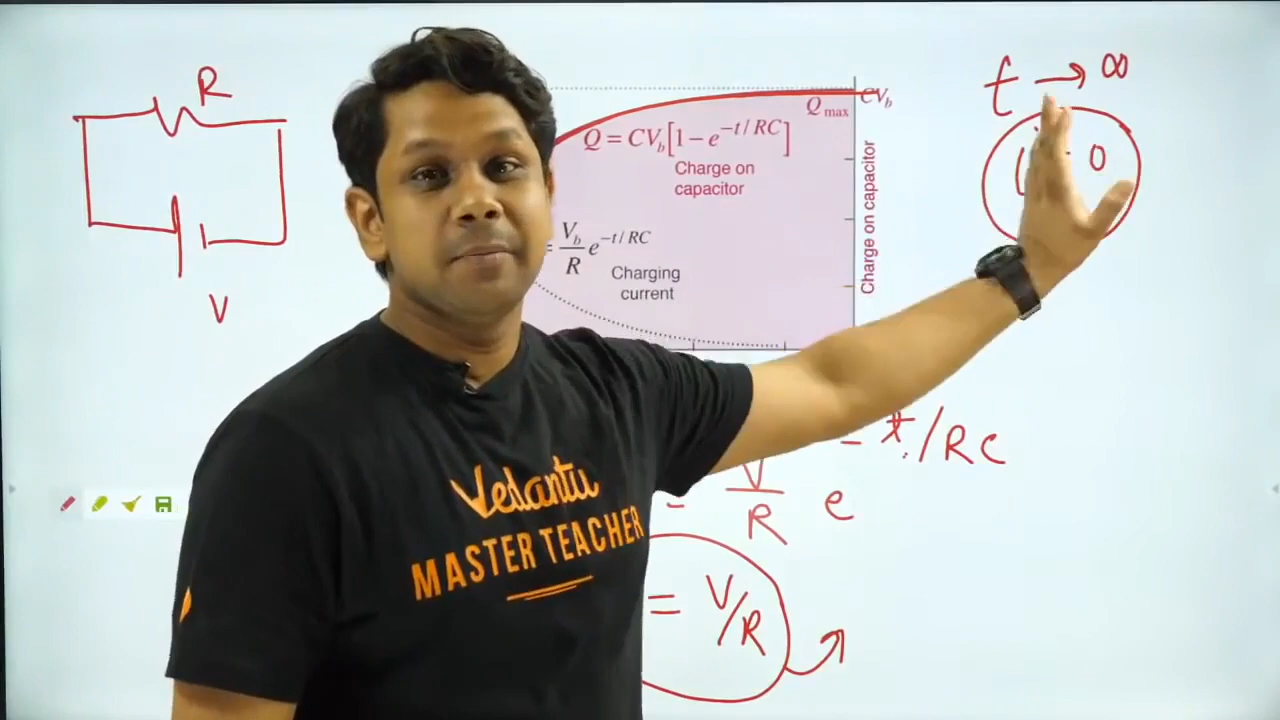 R
V
t → ∞
0
Q = CV_b[1 − e^{−t/RC}]
Charge on
capacitor
Q_max
CV_b
Charge on capacitor
= V_b/R e^{−t/RC}
Charging
current
= V/R e^{−t/RC}
= V/R
Vedantu
MASTER TEACHER